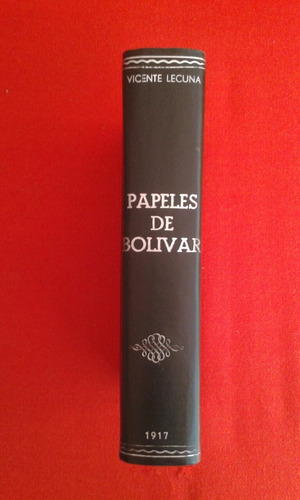 VICENTE LECUNA
PAPELES
DE
BOLIVAR
1917